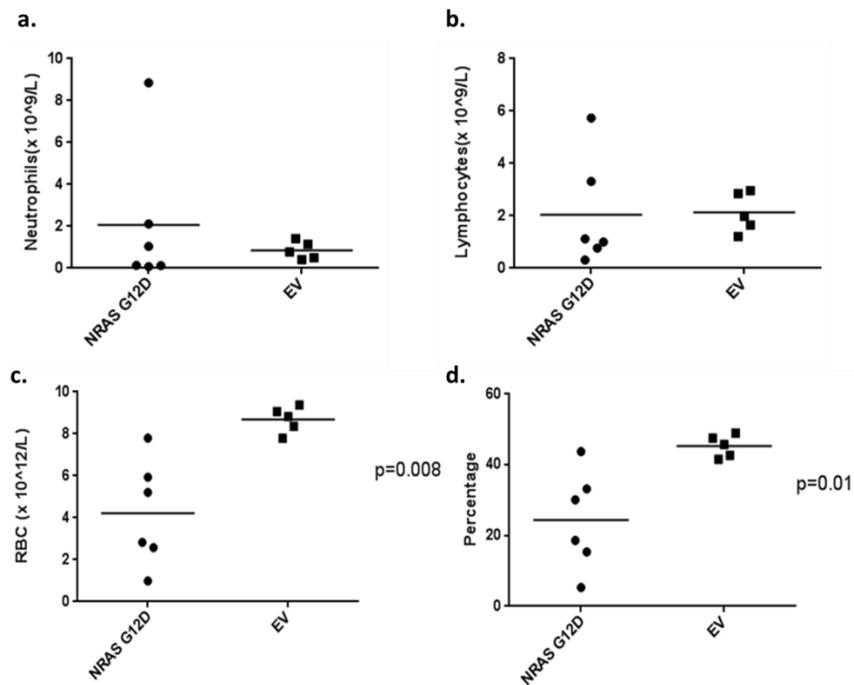 a.
Neutrophils(x 10^9/L)
10
8
6
4
2
0
NRAS G12D
EV
b.
Lymphocytes(x 10^9/L)
8
6
4
2
0
NRAS G12D
EV
c.
RBC (x 10^12/L)
10
8
6
4
2
0
NRAS G12D
EV
p=0.008
d.
Percentage
60
40
20
0
NRAS G12D
EV
p=0.01